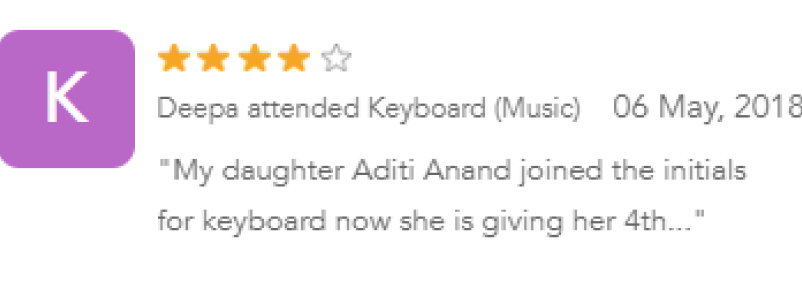 K
Deepa attended Keyboard (Music) 06 May, 2018
"My daughter Aditi Anand joined the initials
for keyboard now she is giving her 4th..."